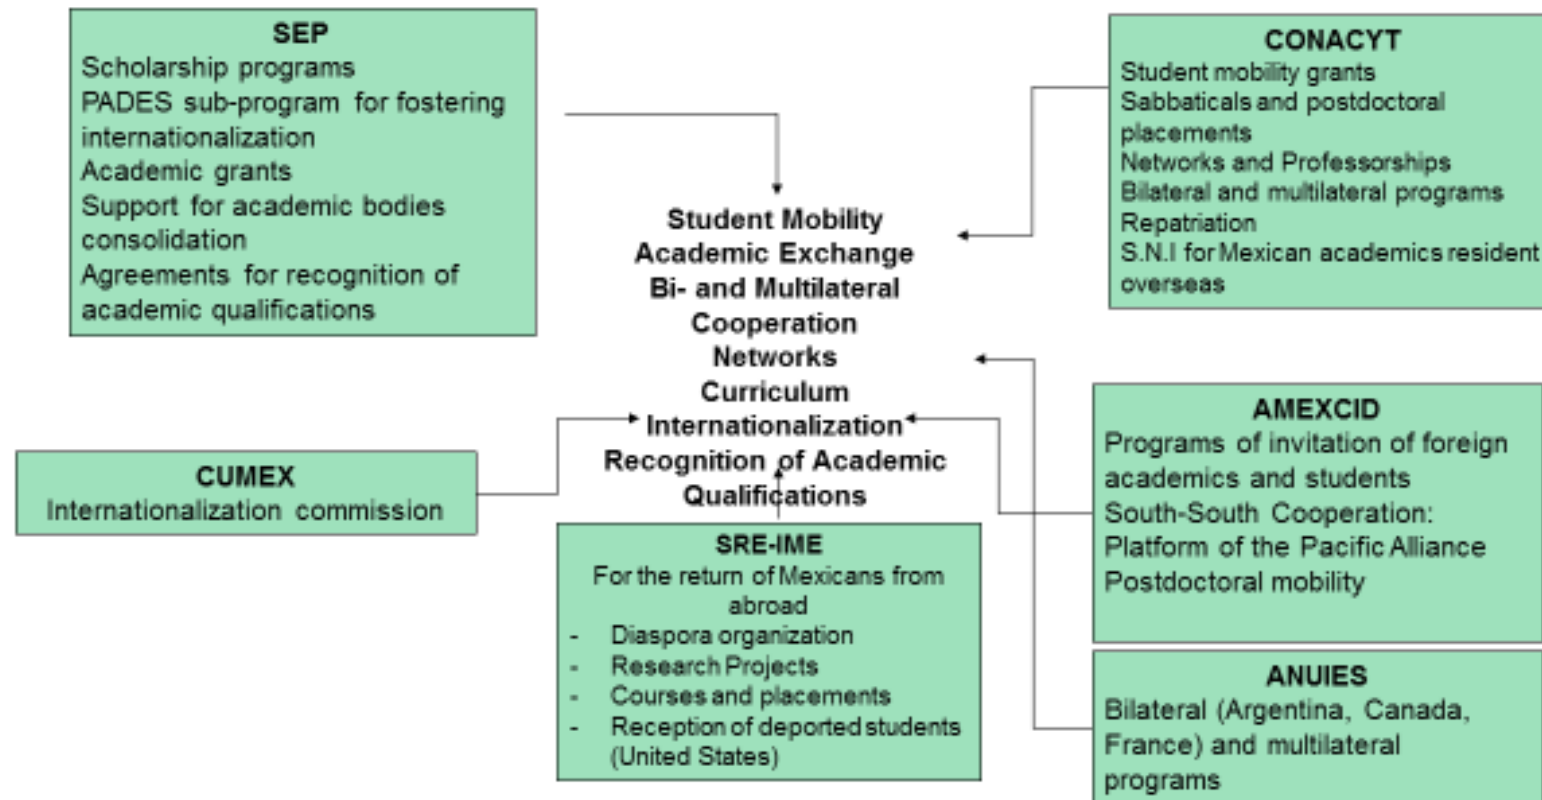 SEP
Scholarship programs
PADES sub-program for fostering
internationalization
Academic grants
Support for academic bodies
consolidation
Agreements for recognition of
academic qualifications
CONACYT
Student mobility grants
Sabbaticals and postdoctoral
placements
Networks and Professorships
Bilateral and multilateral programs
Repatriation
S.N.I for Mexican academics resident
overseas
Student Mobility
Academic Exchange
Bi- and Multilateral
Cooperation
Networks
Curriculum
Internationalization
Recognition of Academic
Qualifications
CUMEX
Internationalization commission
SRE-IME
For the return of Mexicans from
abroad
- Diaspora organization
- Research Projects
- Courses and placements
- Reception of deported students
(United States)
AMEXCID
Programs of invitation of foreign
academics and students
South-South Cooperation:
Platform of the Pacific Alliance
Postdoctoral mobility
ANUIES
Bilateral (Argentina, Canada,
France) and multilateral
programs